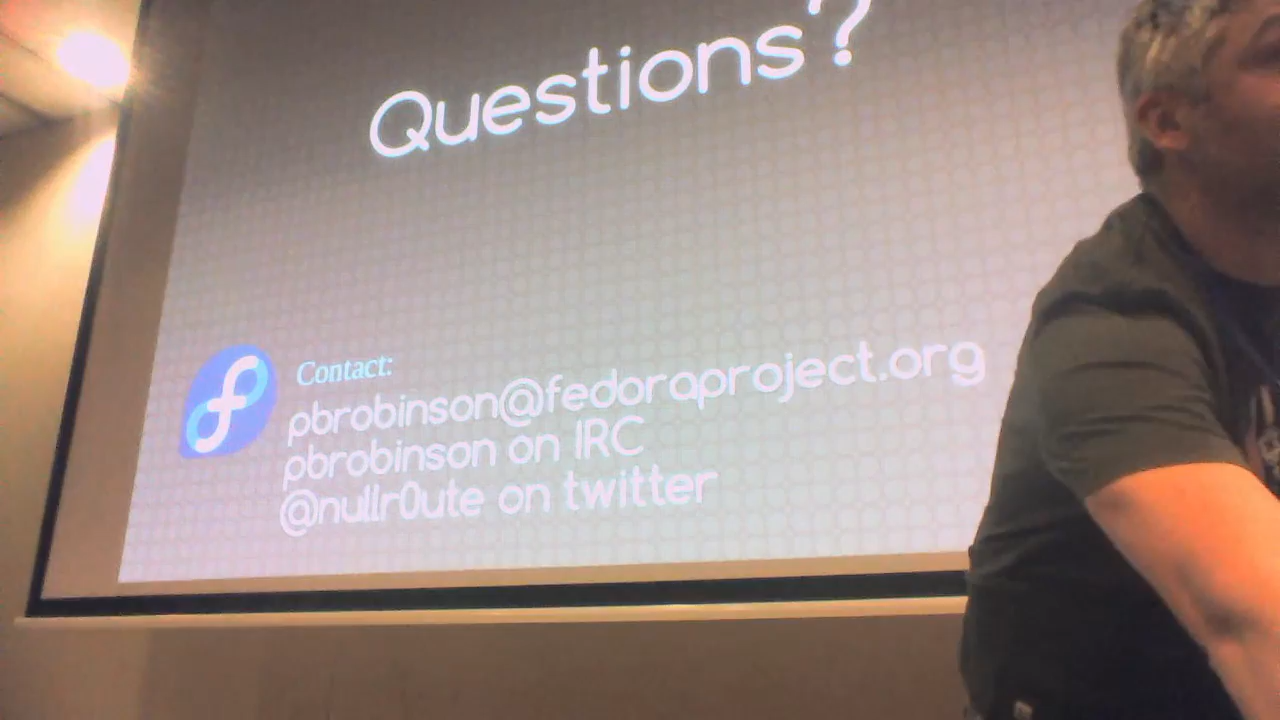 Questions?
Contact:
pbrobinson@fedoraproject.org
pbrobinson on IRC
@nullr0ute on twitter